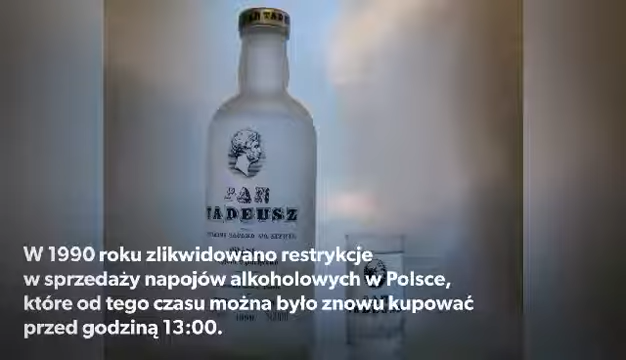 PAN
TADEUSZ
W 1990 roku zlikwidowano restrykcje
w sprzedaży napojów alkoholowych w Polsce,
które od tego czasu można było znowu kupować
przed godziną 13:00.